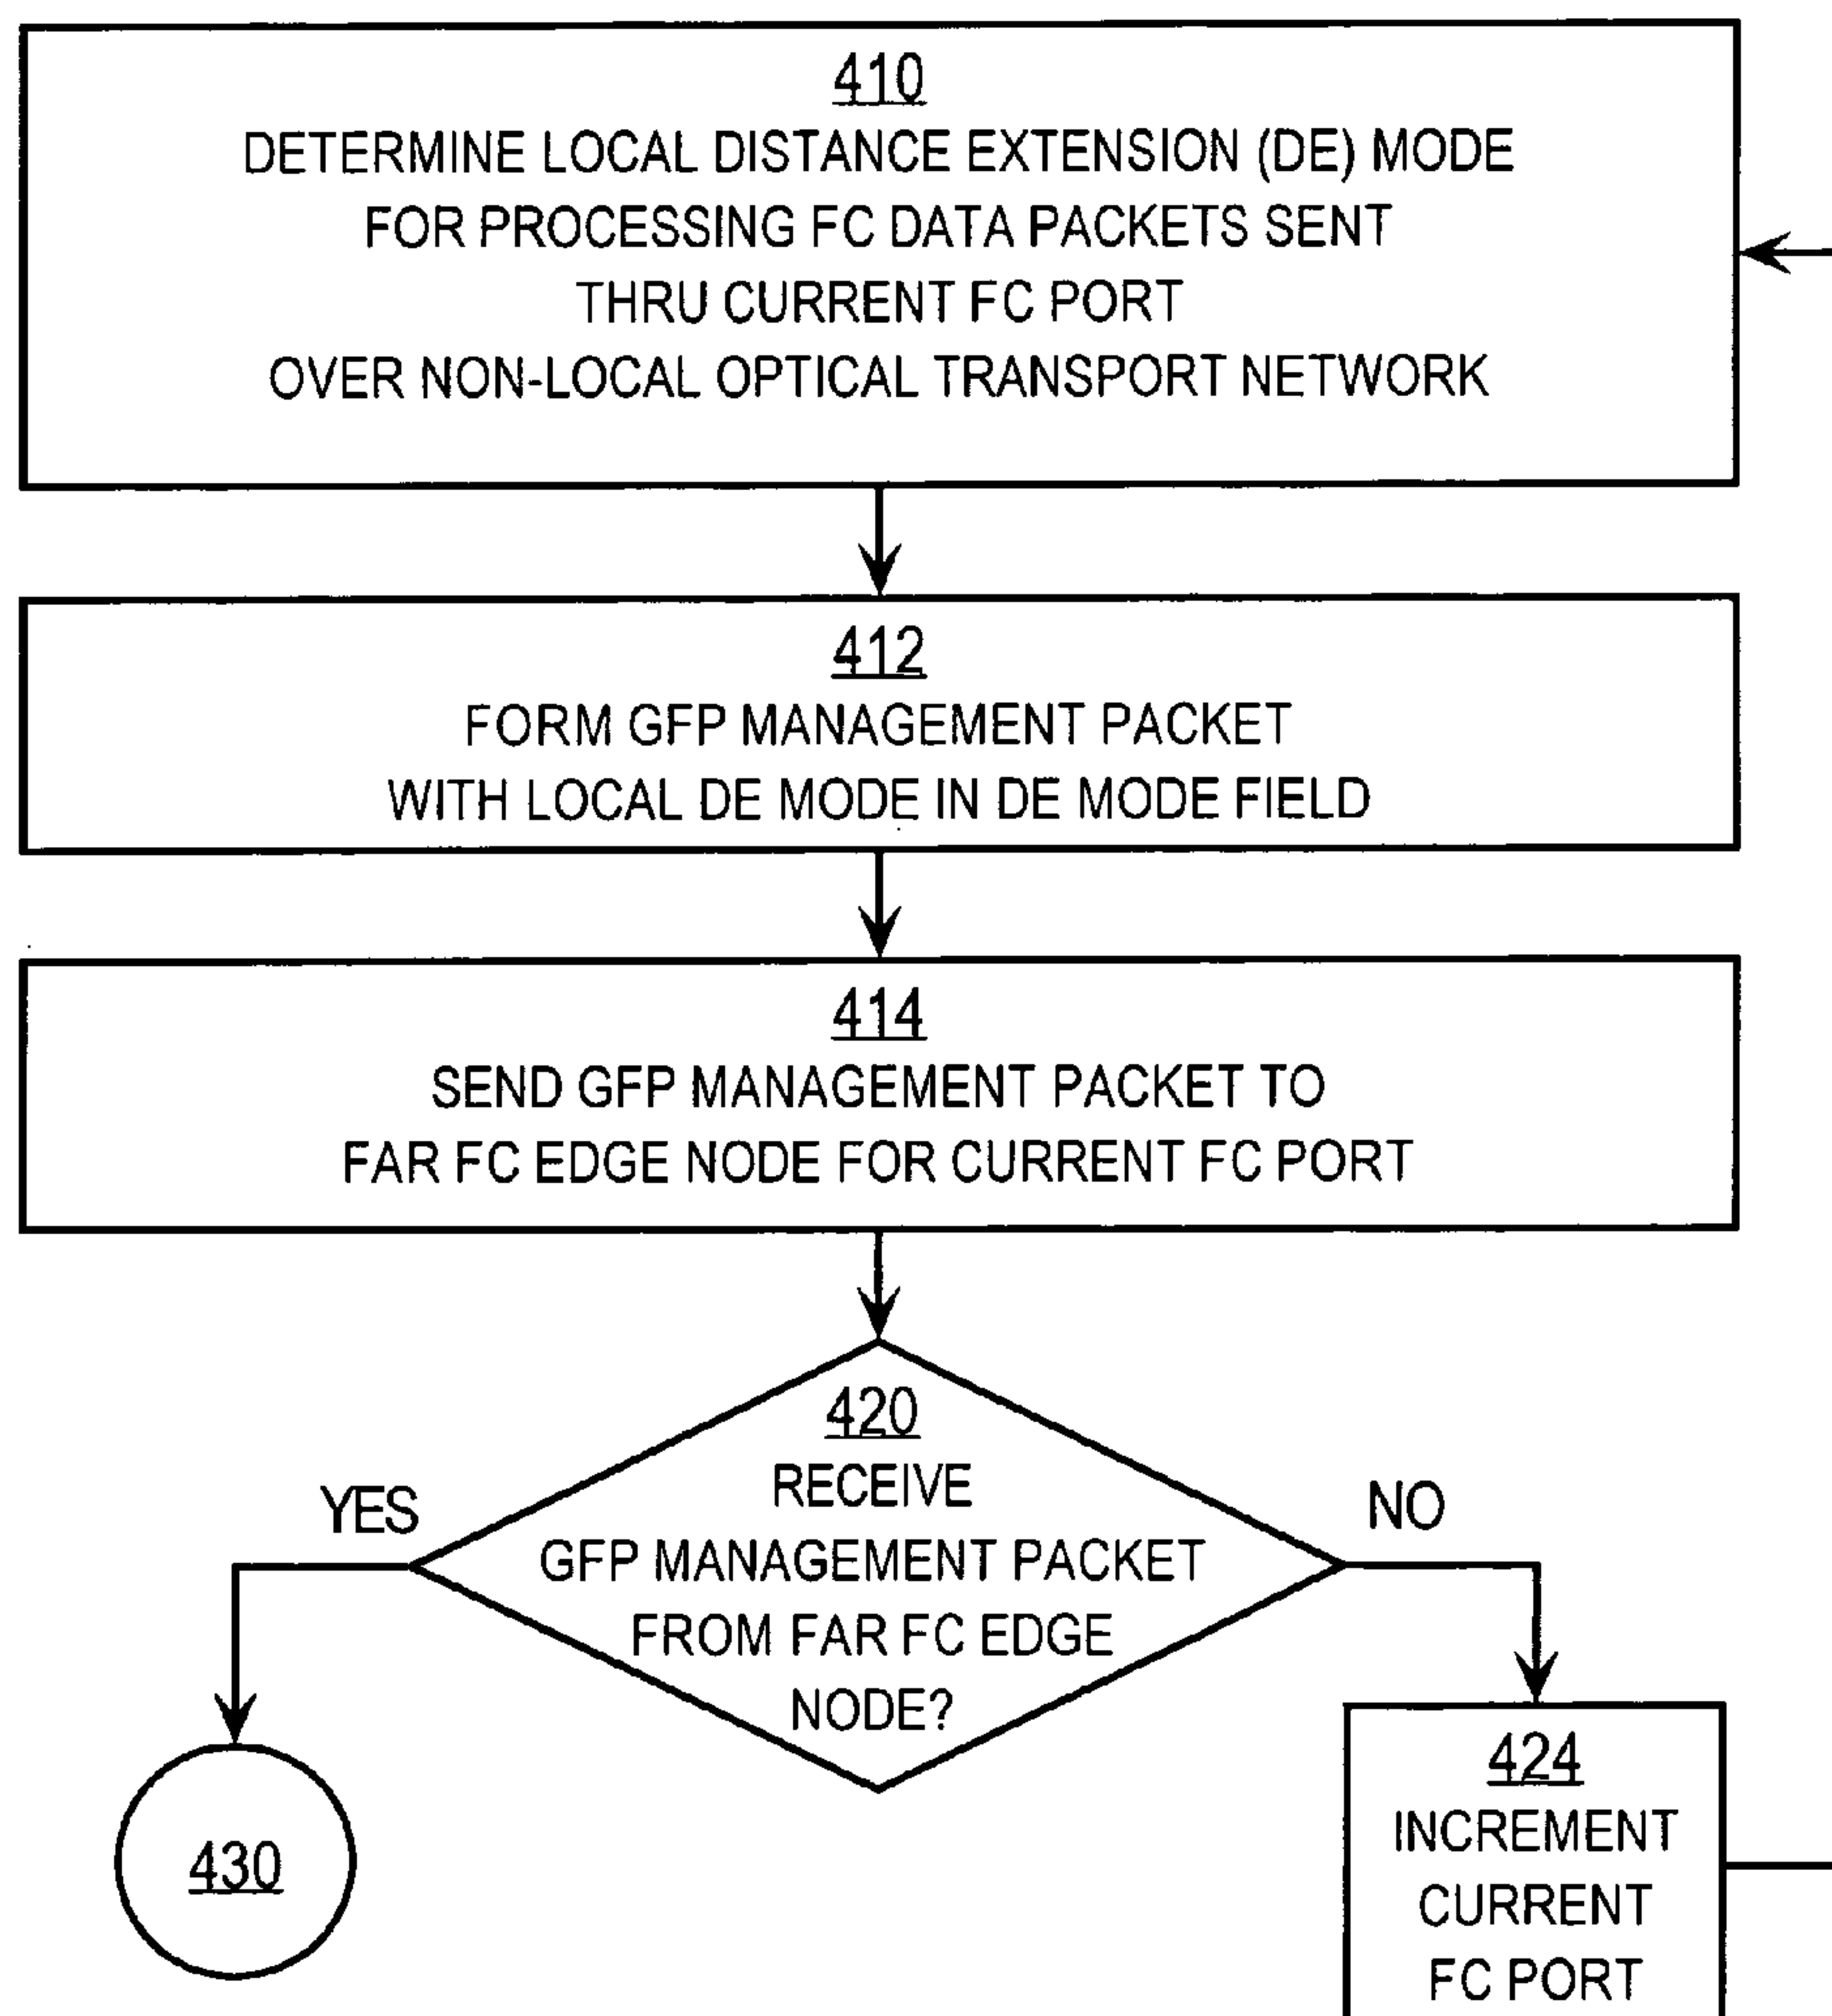 410
DETERMINE LOCAL DISTANCE EXTENSION (DE) MODE
FOR PROCESSING FC DATA PACKETS SENT
THRU CURRENT FC PORT
OVER NON-LOCAL OPTICAL TRANSPORT NETWORK
412
FORM GFP MANAGEMENT PACKET
WITH LOCAL DE MODE IN DE MODE FIELD
414
SEND GFP MANAGEMENT PACKET TO
FAR FC EDGE NODE FOR CURRENT FC PORT
420
RECEIVE
GFP MANAGEMENT PACKET
FROM FAR FC EDGE
NODE?
YES
NO
430
424
INCREMENT
CURRENT
FC PORT